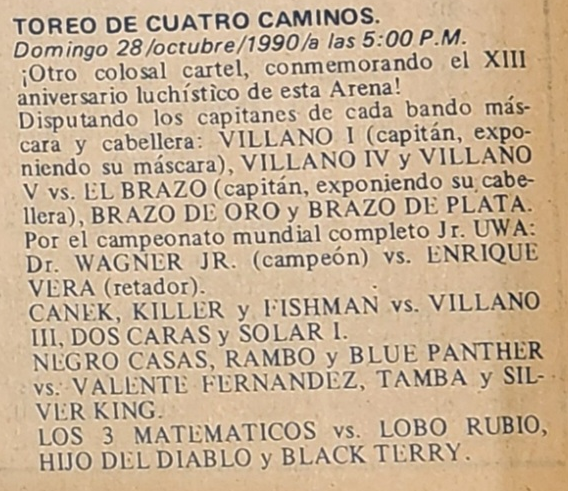 TOREO DE CUATRO CAMINOS.
Domingo 28/octubre/1990/a las 5:00 P.M.
¡Otro colosal cartel, conmemorando el XIII
aniversario luchístico de esta Arena!
Disputando los capitanes de cada bando más-
cara y cabellera: VILLANO I (capitán, expo-
niendo su máscara), VILLANO IV y VILLANO
V vs. EL BRAZO (capitán, exponiendo su cabe-
llera), BRAZO DE ORO y BRAZO DE PLATA.
Por el campeonato mundial completo Jr. UWA:
Dr. WAGNER JR. (campeón) vs. ENRIQUE
VERA (retador).
CANEK, KILLER y FISHMAN vs. VILLANO
III, DOS CARAS y SOLAR I.
NEGRO CASAS, RAMBO y BLUE PANTHER
vs. VALENTE FERNANDEZ, TAMBA y SIL-
VER KING.
LOS 3 MATEMATICOS vs. LOBO RUBIO,
HIJO DEL DIABLO y BLACK TERRY.